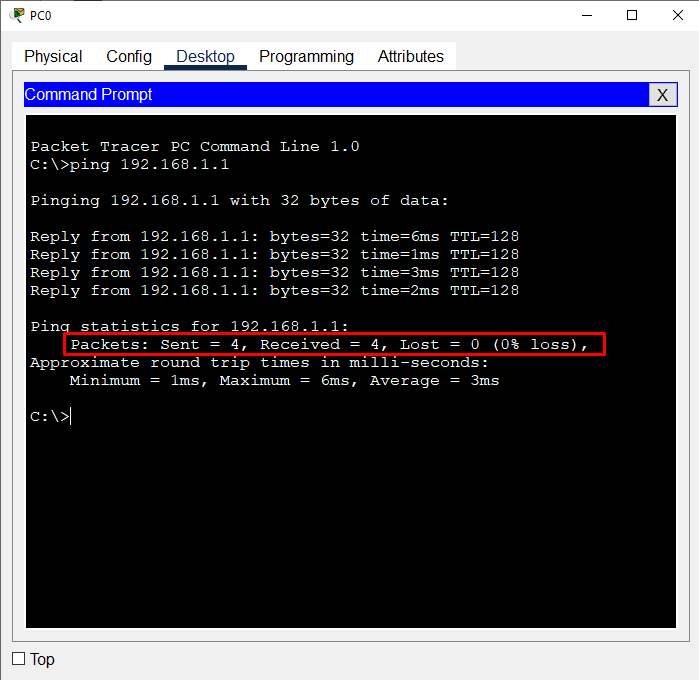 PC0
Physical Config Desktop Programming Attributes
Command Prompt X
Packet Tracer PC Command Line 1.0
C:\>ping 192.168.1.1
Pinging 192.168.1.1 with 32 bytes of data:
Reply from 192.168.1.1: bytes=32 time=6ms TTL=128
Reply from 192.168.1.1: bytes=32 time=1ms TTL=128
Reply from 192.168.1.1: bytes=32 time=3ms TTL=128
Reply from 192.168.1.1: bytes=32 time=2ms TTL=128
Ping statistics for 192.168.1.1:
Packets: Sent = 4, Received = 4, Lost = 0 (0% loss),
Approximate round trip times in milli-seconds:
Minimum = 1ms, Maximum = 6ms, Average = 3ms
C:\>
Top